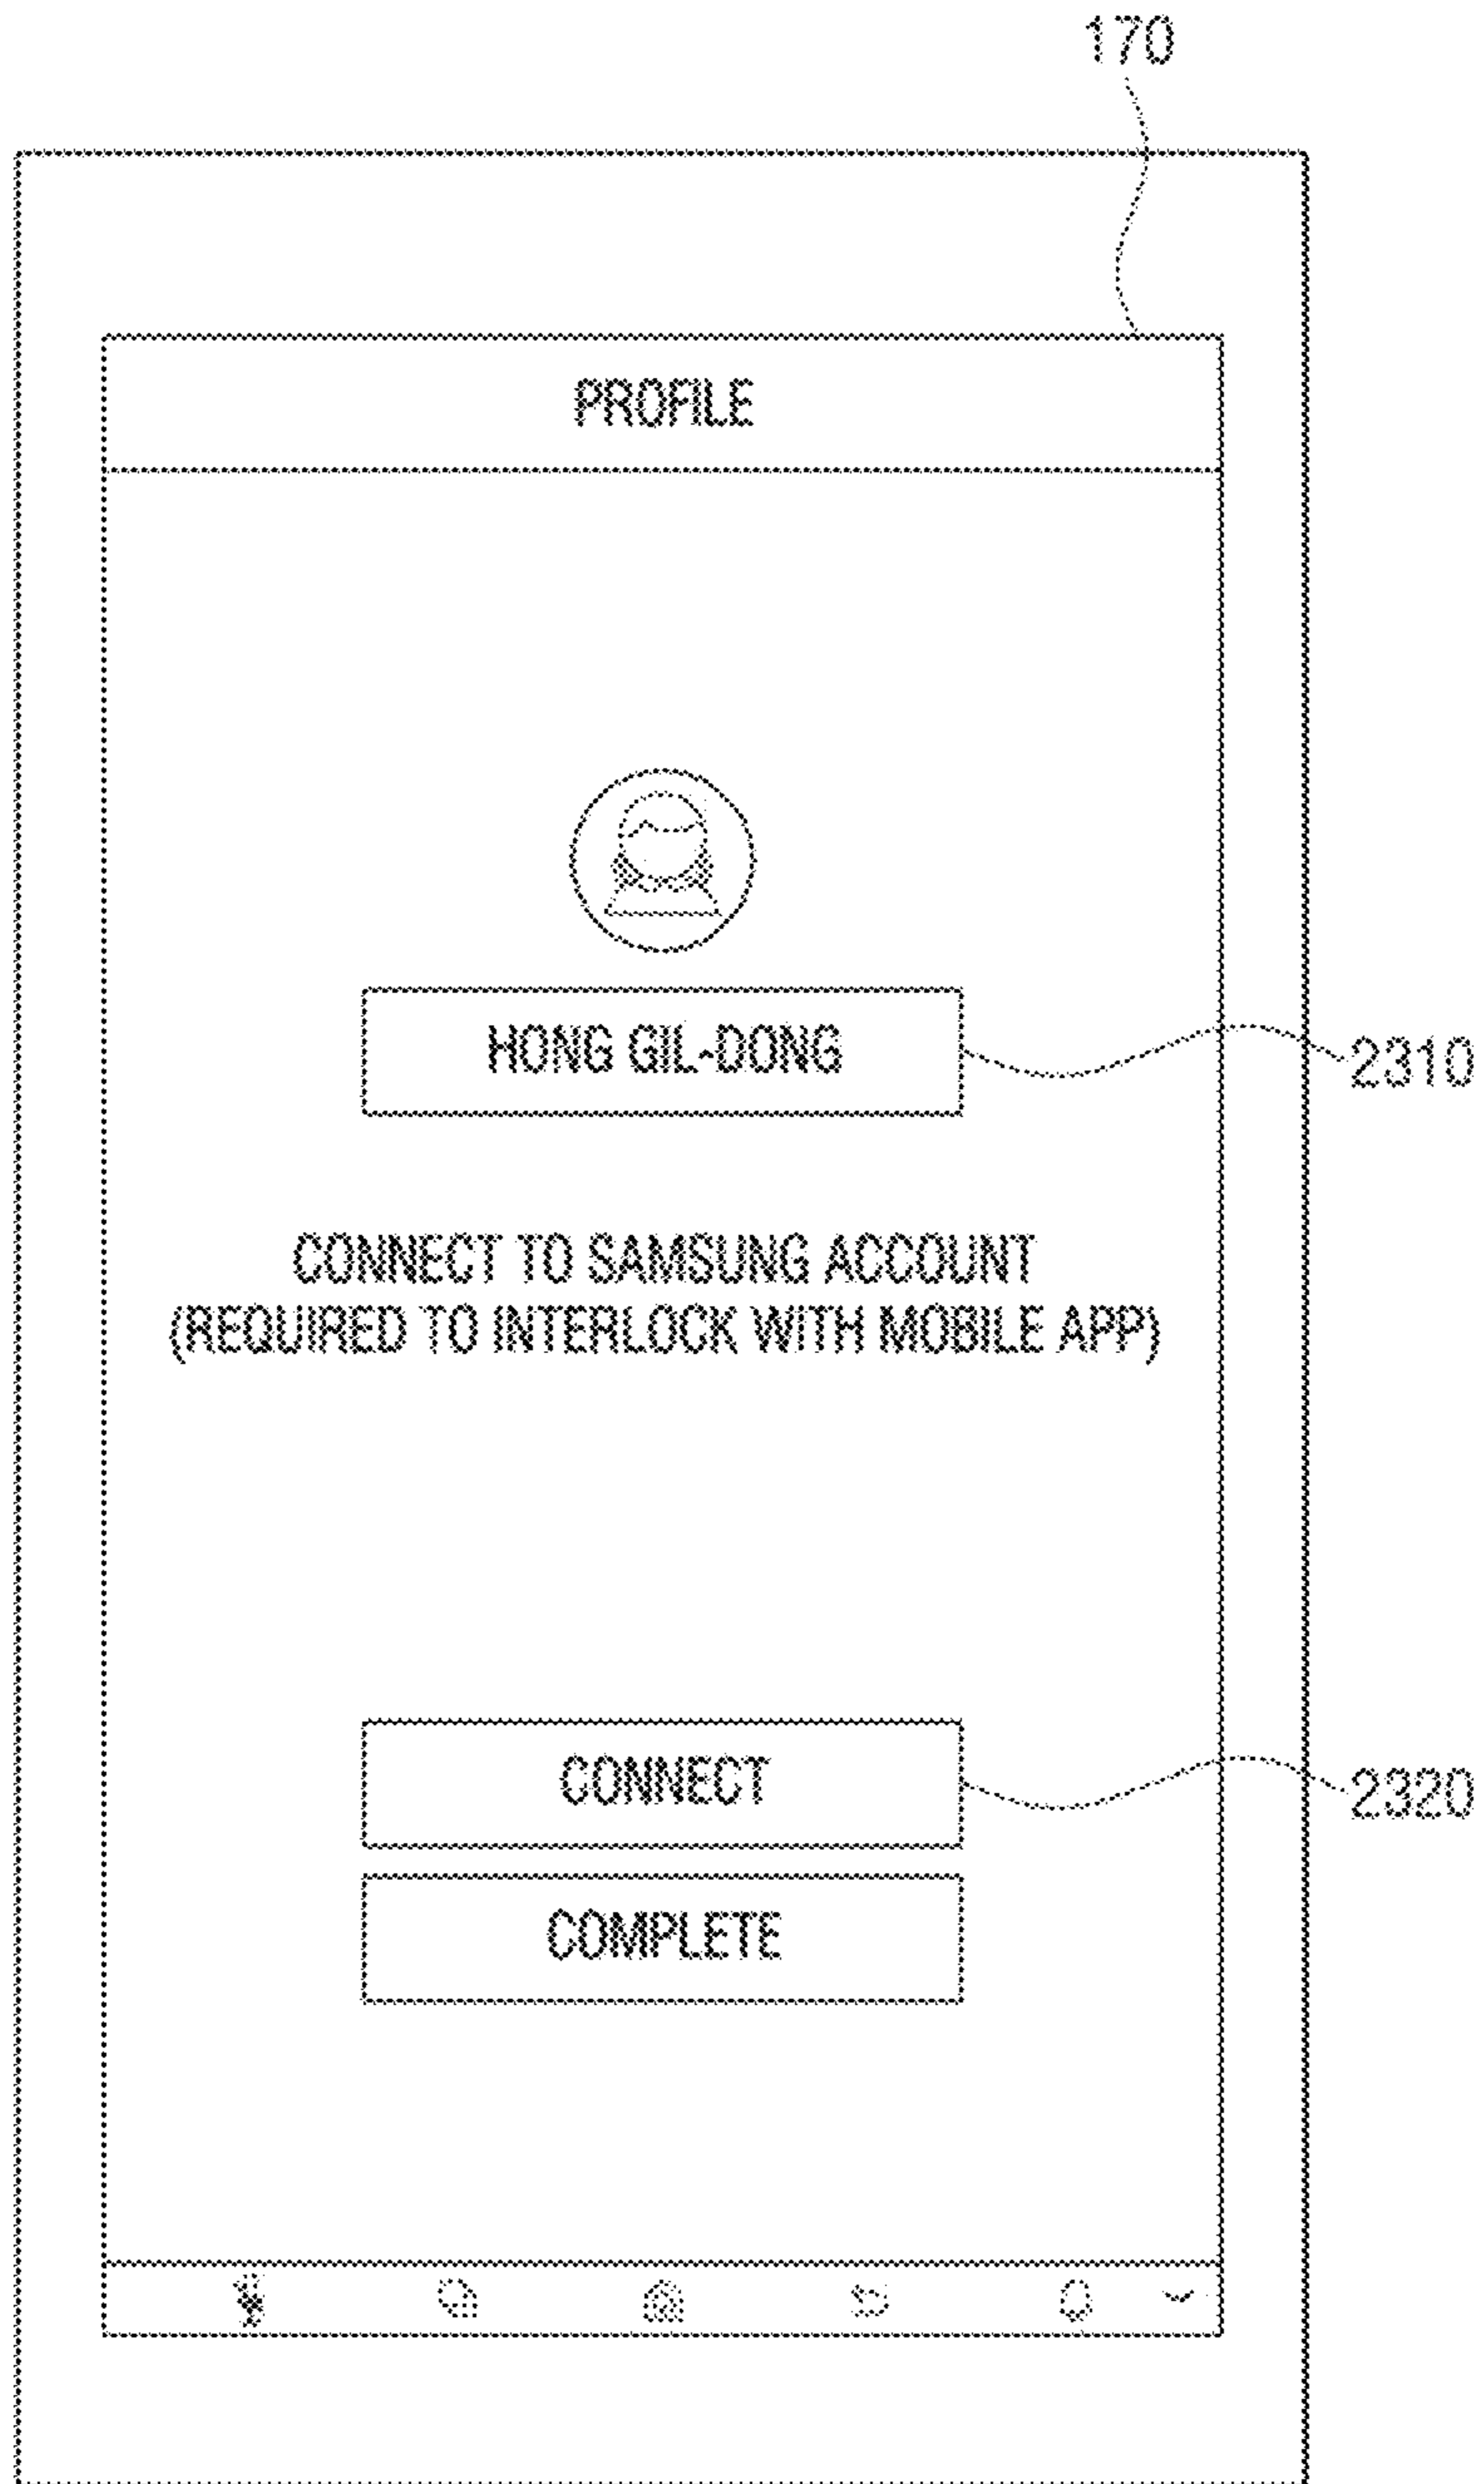 170
PROFILE
HONG GIL-DONG
2310
CONNECT TO SAMSUNG ACCOUNT
(REQUIRED TO INTERLOCK WITH MOBILE APP)
CONNECT
2320
COMPLETE